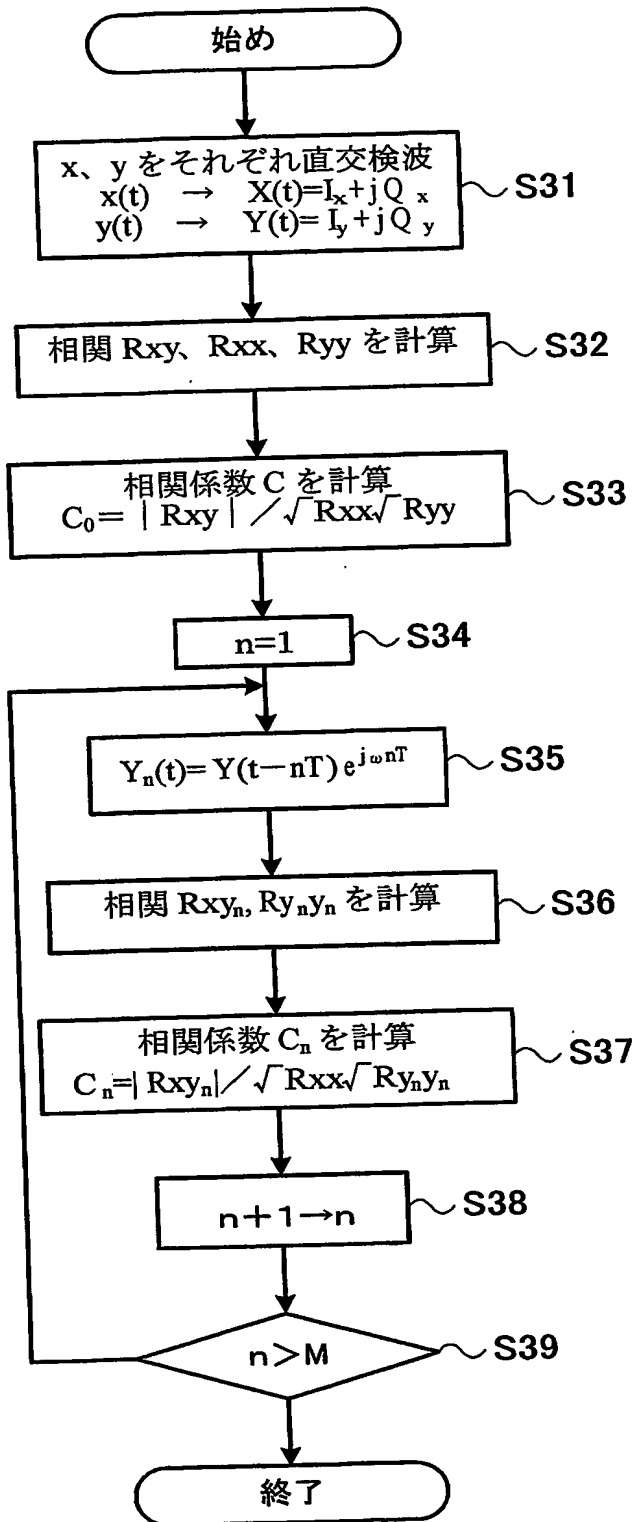 始め
x、y をそれぞれ直交検波
x(t) → X(t)=Ix+jQx
y(t) → Y(t)=Iy+jQy
S31
相関 Rxy、Rxx、Ryy を計算
S32
相関係数 C を計算
C0=|Rxy|／√Rxx√Ryy
S33
n=1
S34
Yn(t)=Y(t−nT)e^jωnT
S35
相関 Rxyn, Rynyn を計算
S36
相関係数 Cn を計算
Cn=|Rxyn|／√Rxx√Rynyn
S37
n+1→n
S38
n>M
S39
終了